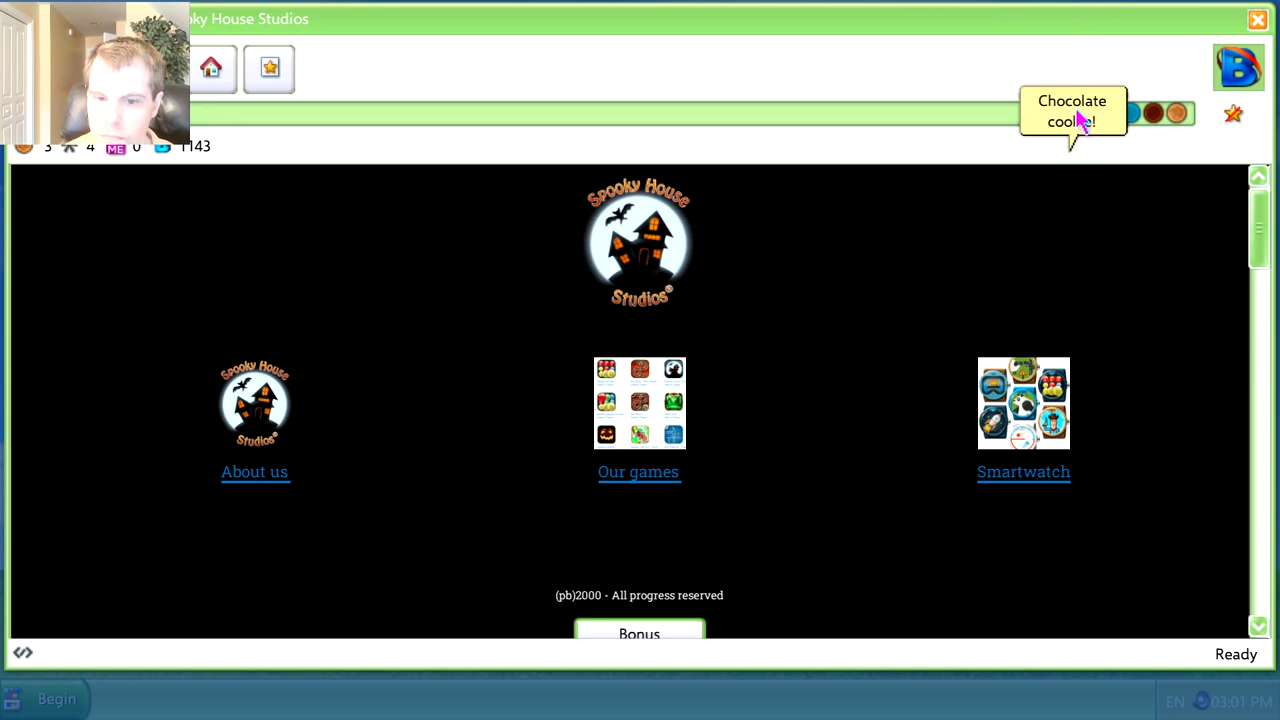 ky House Studios
Chocolate
cookie!
3 4 ME 0 1143
Spooky House
Studios®
Spooky House
Studios®
About us
Our games
Smartwatch
(pb)2000 - All progress reserved
Bonus
Ready
Begin
EN 03:01 PM